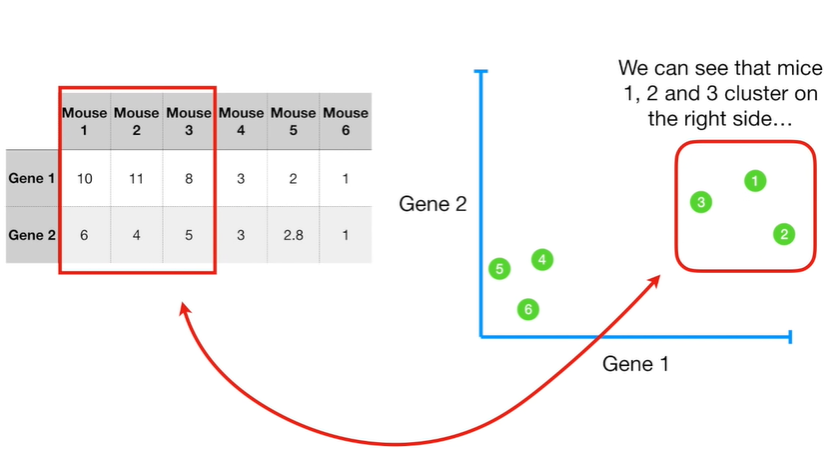 We can see that mice
1, 2 and 3 cluster on
the right side...
Mouse 1 Mouse 2 Mouse 3 Mouse 4 Mouse 5 Mouse 6
Gene 1 10 11 8 3 2 1
Gene 2 6 4 5 3 2.8 1
Gene 2
1
3
2
4
5
6
Gene 1